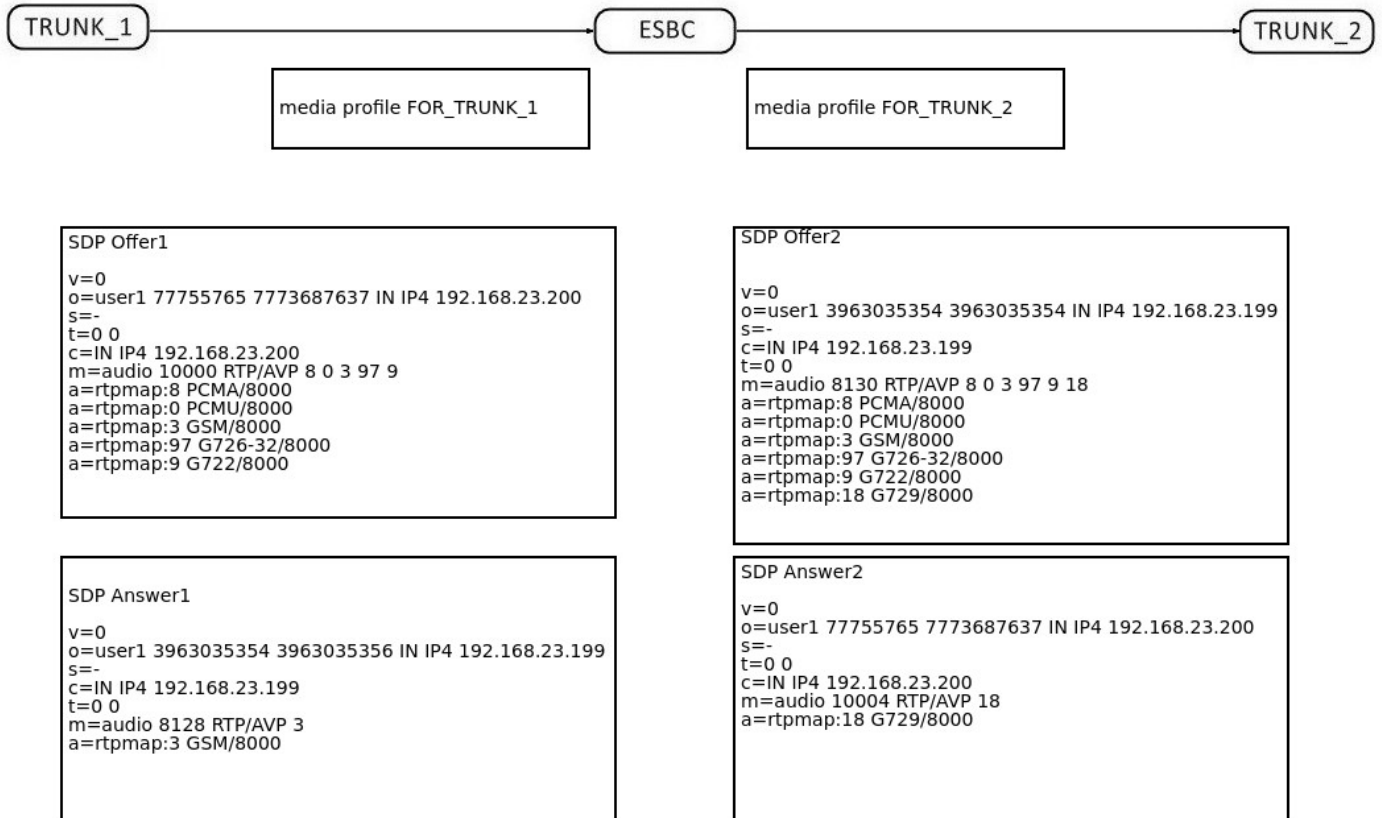 TRUNK_1
ESBC
TRUNK_2
media profile FOR_TRUNK_1
media profile FOR_TRUNK_2
SDP Offer1
v=0
o=user1 77755765 7773687637 IN IP4 192.168.23.200
s=-
t=0 0
c=IN IP4 192.168.23.200
m=audio 10000 RTP/AVP 8 0 3 97 9
a=rtpmap:8 PCMA/8000
a=rtpmap:0 PCMU/8000
a=rtpmap:3 GSM/8000
a=rtpmap:97 G726-32/8000
a=rtpmap:9 G722/8000
SDP Offer2
v=0
o=user1 3963035354 3963035354 IN IP4 192.168.23.199
s=-
c=IN IP4 192.168.23.199
t=0 0
m=audio 8130 RTP/AVP 8 0 3 97 9 18
a=rtpmap:8 PCMA/8000
a=rtpmap:0 PCMU/8000
a=rtpmap:3 GSM/8000
a=rtpmap:97 G726-32/8000
a=rtpmap:9 G722/8000
a=rtpmap:18 G729/8000
SDP Answer1
v=0
o=user1 3963035354 3963035356 IN IP4 192.168.23.199
s=-
c=IN IP4 192.168.23.199
t=0 0
m=audio 8128 RTP/AVP 3
a=rtpmap:3 GSM/8000
SDP Answer2
v=0
o=user1 77755765 7773687637 IN IP4 192.168.23.200
s=-
t=0 0
c=IN IP4 192.168.23.200
m=audio 10004 RTP/AVP 18
a=rtpmap:18 G729/8000